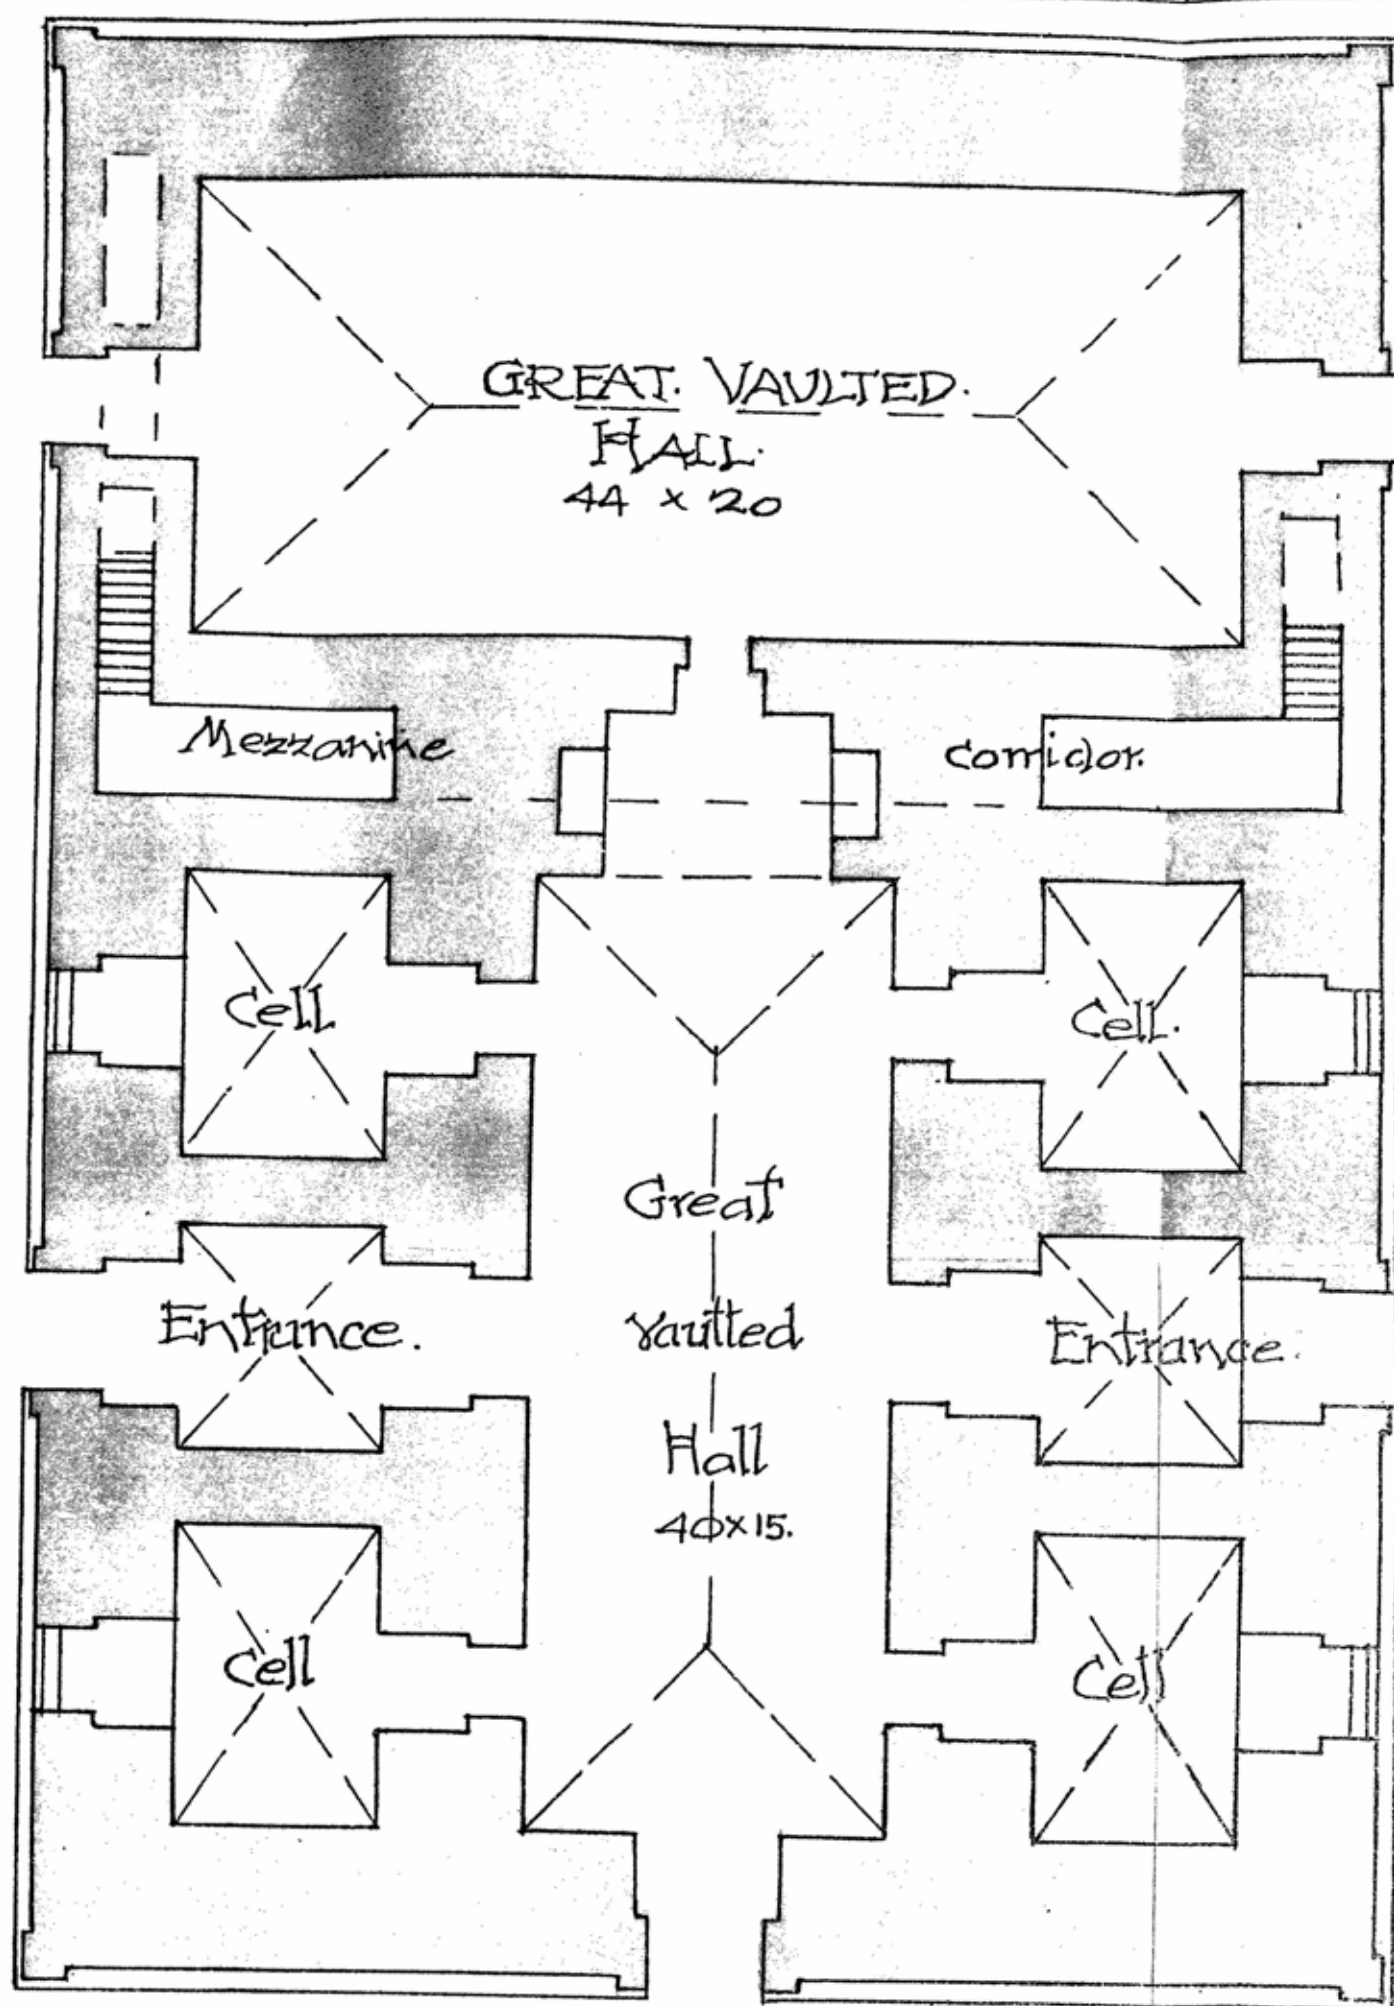 GREAT. VAULTED.
HALL.
44 x 20
Mezzanine corridor.
Cell Cell.
Great
Entrance. Vaulted Entrance.
Hall
40x15.
Cell Cell